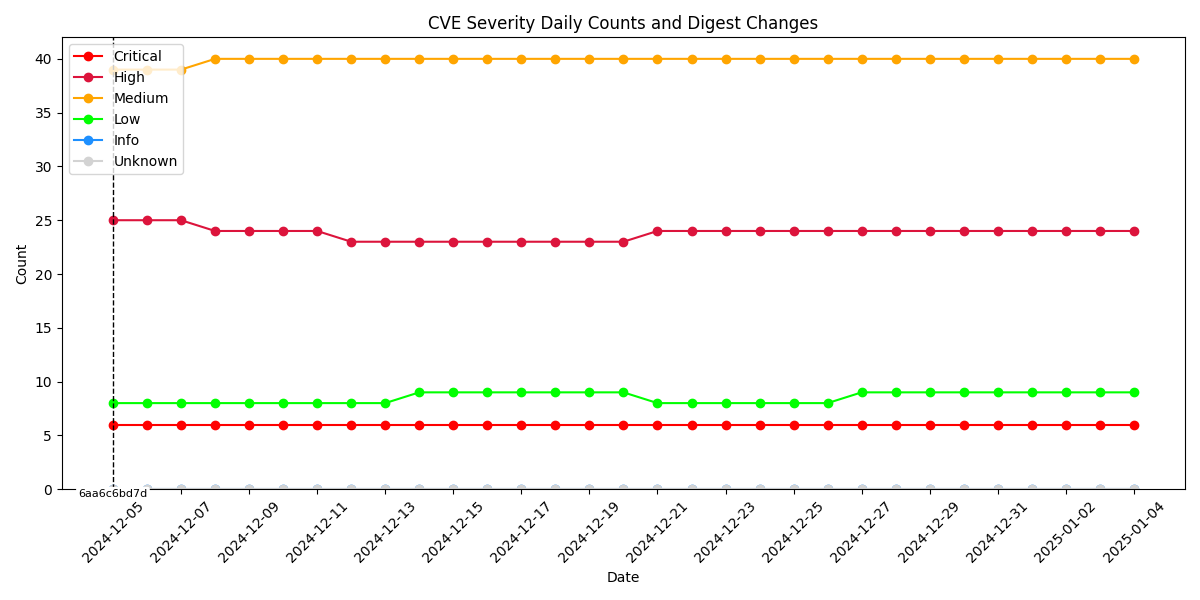 CVE Severity Daily Counts and Digest Changes
Critical
High
Medium
Low
Info
Unknown
40
35
30
25
20
15
10
5
0
Count
6aa6c6bd7d
2024-12-05
2024-12-07
2024-12-09
2024-12-11
2024-12-13
2024-12-15
2024-12-17
2024-12-19
2024-12-21
2024-12-23
2024-12-25
2024-12-27
2024-12-29
2024-12-31
2025-01-02
2025-01-04
Date